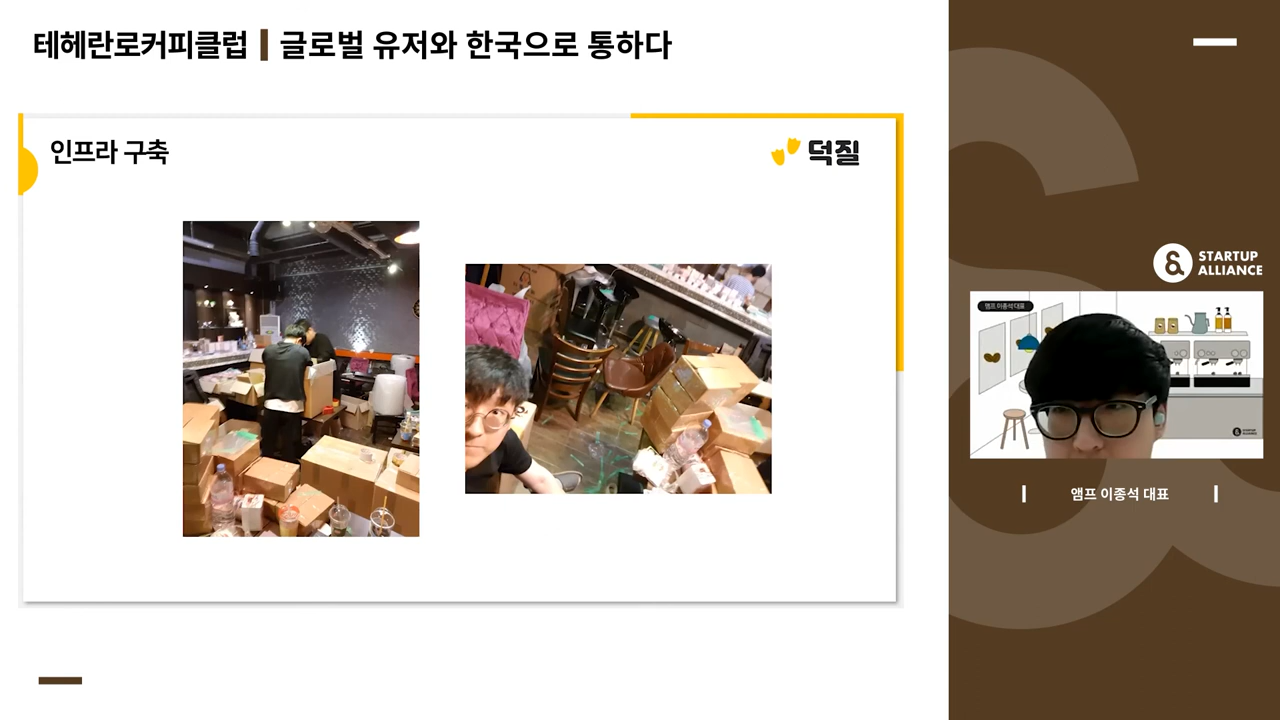 테헤란로커피클럽 | 글로벌 유저와 한국으로 통하다
인프라 구축
덕질
STARTUP
ALLIANCE
앰프 이종석 대표
앰프 이종석 대표